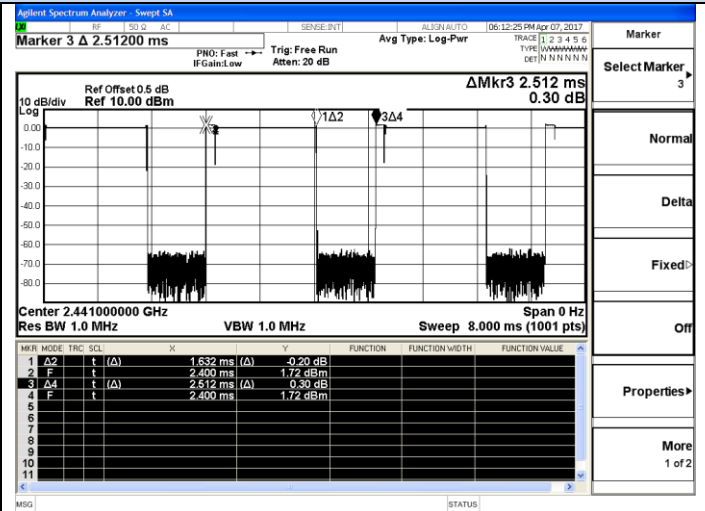 Agilent Spectrum Analyzer - Swept SA
LXI RF 50 Ω AC SENSE:INT ALIGN AUTO 06:12:25 PM Apr 07, 2017
Marker 3 Δ 2.51200 ms
PNO: Fast
IFGain:Low
Trig: Free Run
Atten: 20 dB
Avg Type: Log-Pwr
TRACE 1 2 3 4 5 6
TYPE WWWWWW
DET N N N N N N
Ref Offset 0.5 dB
10 dB/div Ref 10.00 dBm
Log
ΔMkr3 2.512 ms
0.30 dB
1Δ2
3Δ4
0.00
-10.0
-20.0
-30.0
-40.0
-50.0
-60.0
-70.0
-80.0
Center 2.441000000 GHz Span 0 Hz
Res BW 1.0 MHz VBW 1.0 MHz Sweep 8.000 ms (1001 pts)
MKR MODE TRC SCL X Y FUNCTION FUNCTION WIDTH FUNCTION VALUE
1 Δ2 t (Δ) 1.632 ms (Δ) -0.20 dB
2 F t 2.400 ms 1.72 dBm
3 Δ4 t (Δ) 2.512 ms (Δ) 0.30 dB
4 F t 2.400 ms 1.72 dBm
5
6
7
8
9
10
11
MSG STATUS
Marker
Select Marker
3
Normal
Delta
Fixed
Off
Properties
More
1 of 2